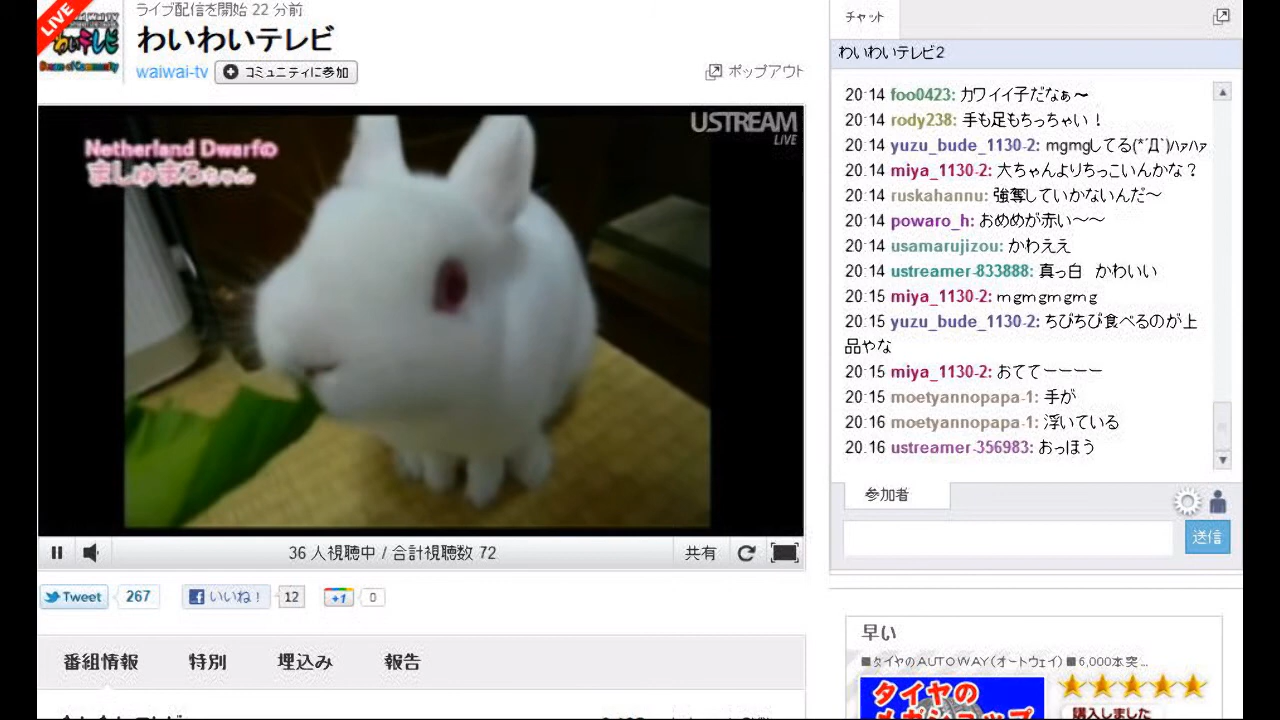 LIVE
ライブ配信を開始 22 分前
わいわいテレビ
waiwai-tv
コミュニティに参加
ポップアウト
Netherland Dwarfの
ましゅまろちゃん
USTREAM
LIVE
36 人視聴中 / 合計視聴数 72
共有
Tweet 267 いいね！ 12 +1 0
番組情報 特別 埋込み 報告
チャット
わいわいテレビ2
20:14 foo0423: カワイイ子だなぁ～
20:14 rody238: 手も足もちっちゃい！
20:14 yuzu_bude_1130-2: mgmgしてる(*´Д`)ﾊｧﾊｧ
20:14 miya_1130-2: 大ちゃんよりちっこいんかな？
20:14 ruskahannu: 強奪していかないんだ～
20:14 powaro_h: おめめが赤い～～
20:14 usamarujizou: かわええ
20:14 ustreamer-833888: 真っ白　かわいい
20:15 miya_1130-2: ｍｇｍｇｍｇｍｇ
20:15 yuzu_bude_1130-2: ちびちび食べるのが上
品やな
20:15 miya_1130-2: おててーーーー
20:15 moetyannopapa-1: 手が
20:16 moetyannopapa-1: 浮いている
20:16 ustreamer-356983: おっほう
参加者
送信
早い
■タイヤのAUTOWAY（オートウェイ）■6,000本突...
タイヤの
購入しました